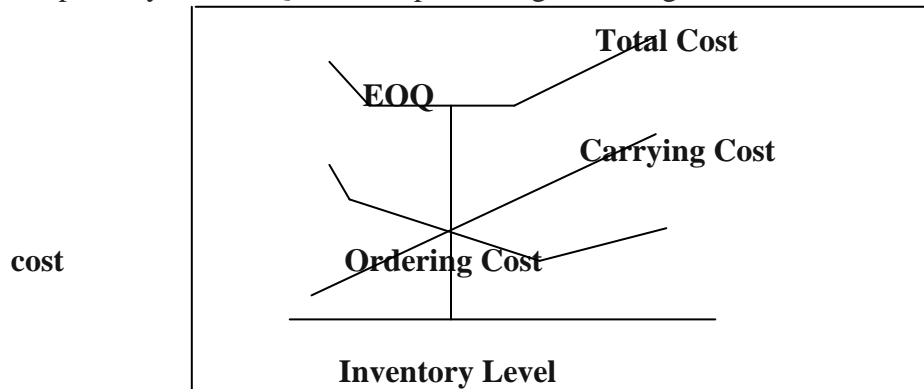 Total Cost
EOQ
Carrying Cost
cost
Ordering Cost
Inventory Level